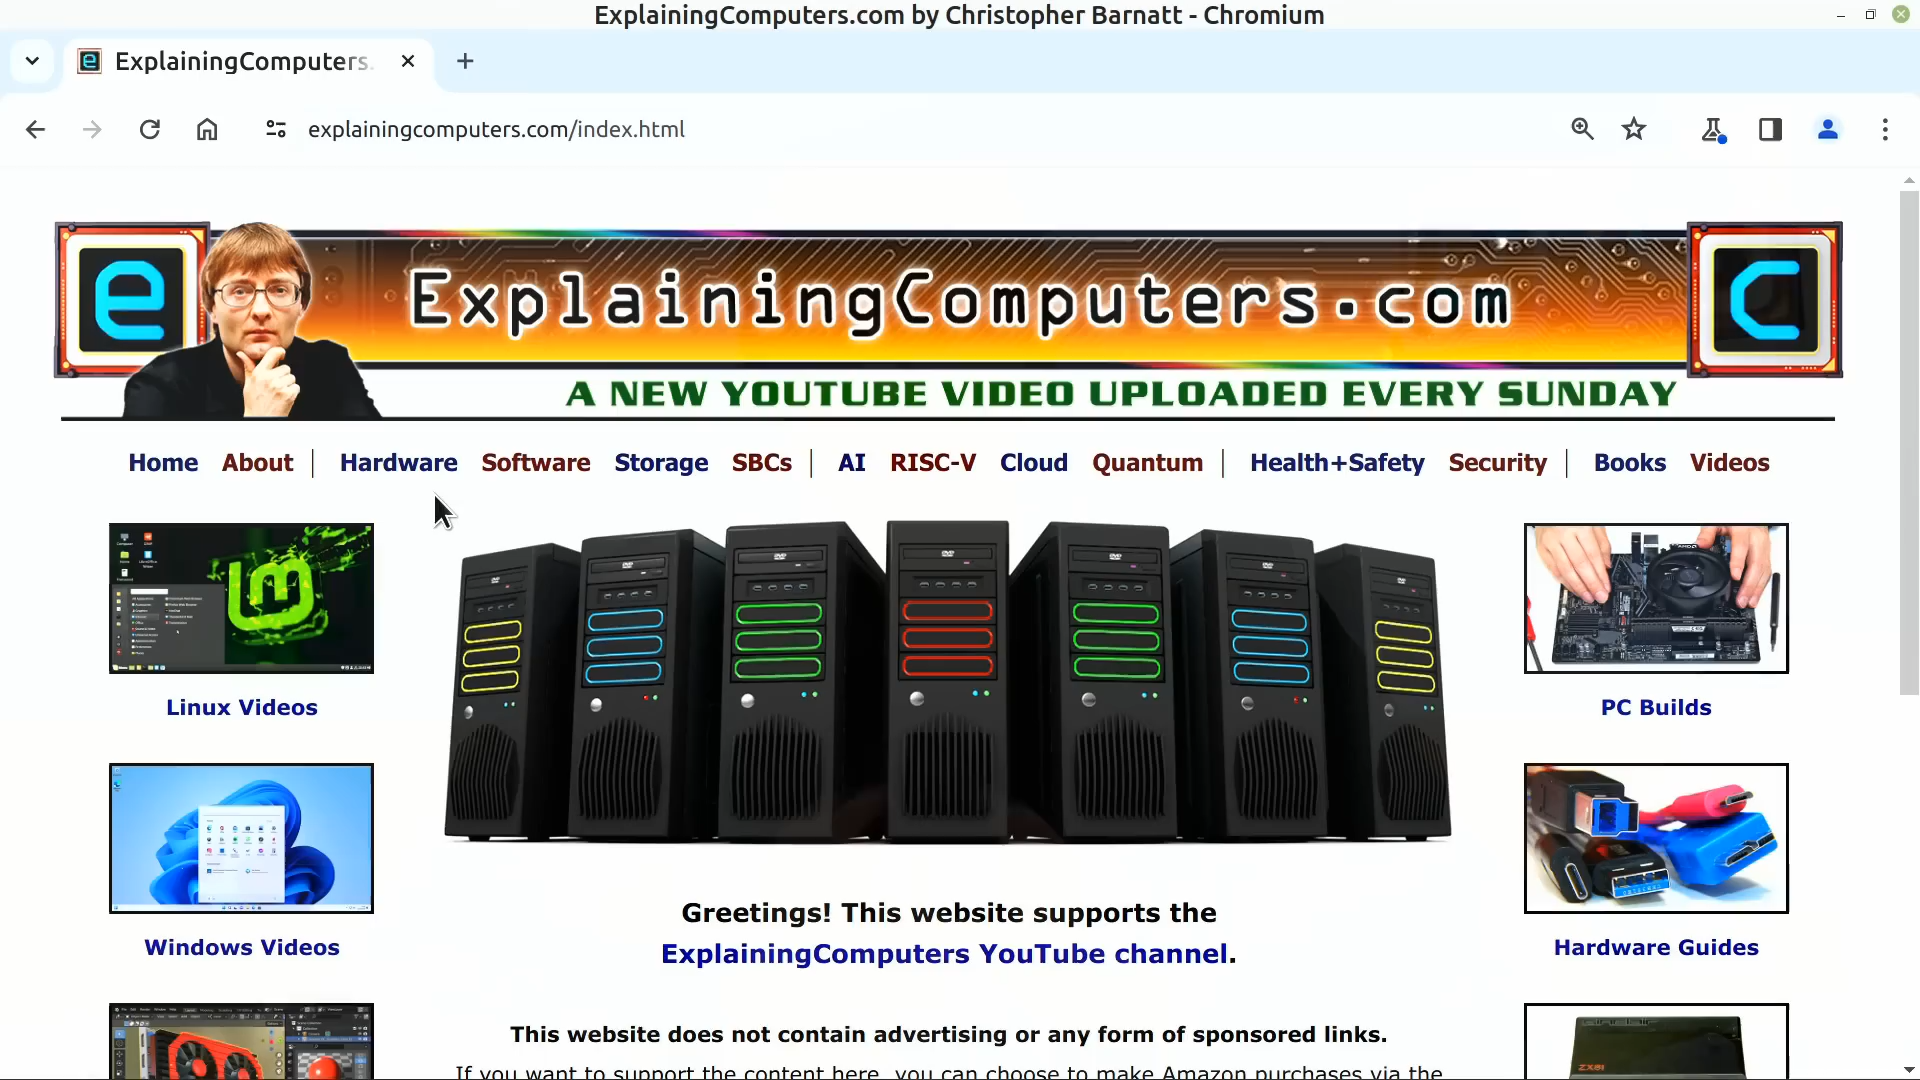 ExplainingComputers.com by Christopher Barnatt - Chromium
ExplainingComputers.
explainingcomputers.com/index.html
e ExplainingComputers.com C
A NEW YOUTUBE VIDEO UPLOADED EVERY SUNDAY
Home About | Hardware Software Storage SBCs | AI RISC-V Cloud Quantum | Health+Safety Security | Books Videos
Linux Videos
PC Builds
Windows Videos
Hardware Guides
Greetings! This website supports the
ExplainingComputers YouTube channel.
This website does not contain advertising or any form of sponsored links.
If you want to support the content here, you can choose to make Amazon purchases via the
sinclair
ZX81